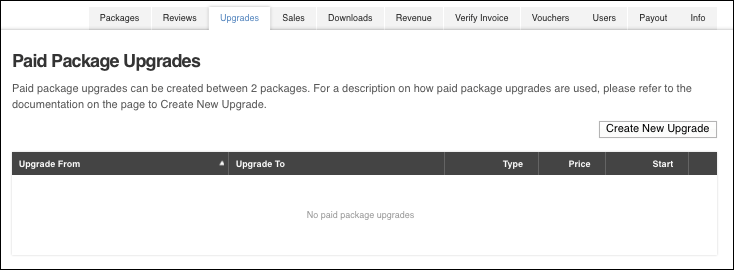 Packages Reviews Upgrades Sales Downloads Revenue Verify Invoice Vouchers Users Payout Info
Paid Package Upgrades
Paid package upgrades can be created between 2 packages. For a description on how paid package upgrades are used, please refer to the
documentation on the page to Create New Upgrade.
Create New Upgrade
Upgrade From Upgrade To Type Price Start
No paid package upgrades